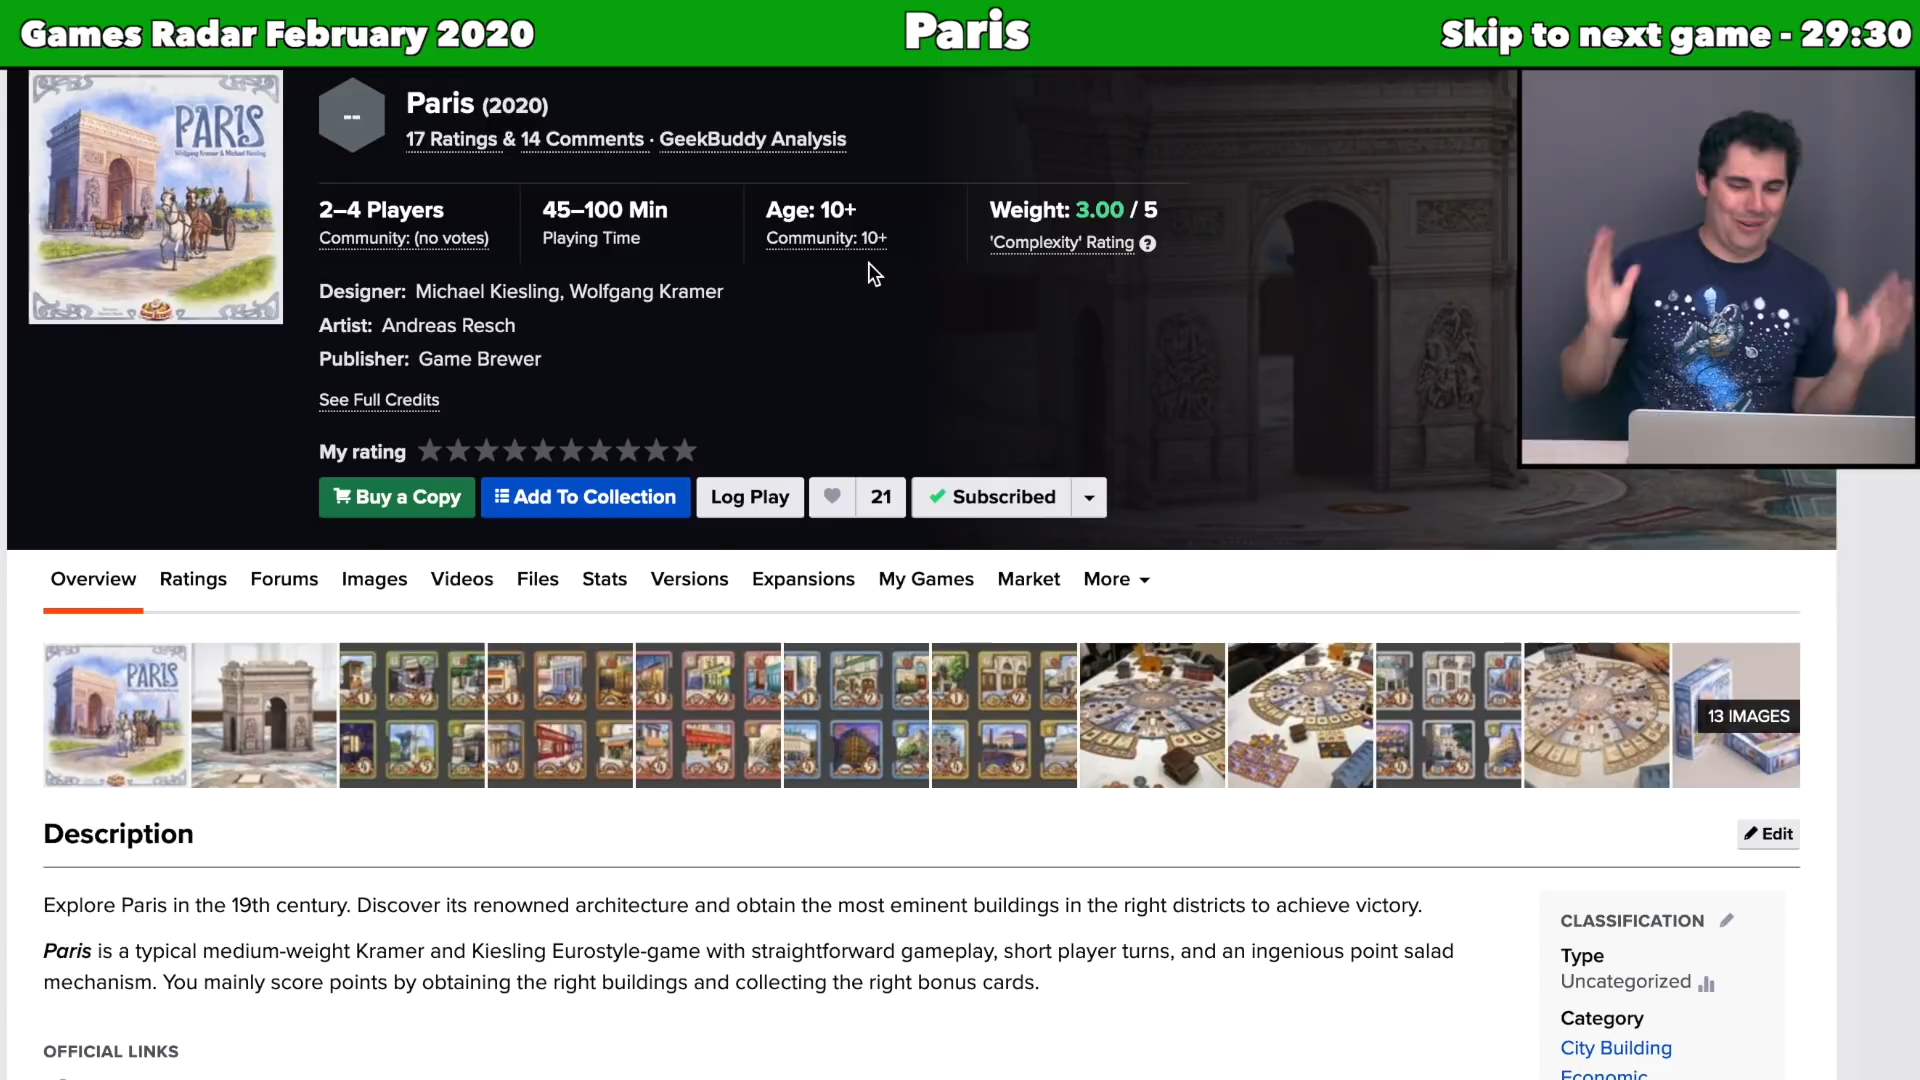 Games Radar February 2020
Paris
Skip to next game - 29:30
PARIS
Wolfgang Kramer & Michael Kiesling
--
Paris (2020)
17 Ratings & 14 Comments · GeekBuddy Analysis
2–4 Players
Community: (no votes)
45–100 Min
Playing Time
Age: 10+
Community: 10+
Weight: 3.00 / 5
'Complexity' Rating ?
Designer: Michael Kiesling, Wolfgang Kramer
Artist: Andreas Resch
Publisher: Game Brewer
See Full Credits
My rating
Buy a Copy
Add To Collection
Log Play
21
Subscribed
Overview
Ratings
Forums
Images
Videos
Files
Stats
Versions
Expansions
My Games
Market
More
PARIS
13 IMAGES
Description
Edit
Explore Paris in the 19th century. Discover its renowned architecture and obtain the most eminent buildings in the right districts to achieve victory.
Paris is a typical medium-weight Kramer and Kiesling Eurostyle-game with straightforward gameplay, short player turns, and an ingenious point salad
mechanism. You mainly score points by obtaining the right buildings and collecting the right bonus cards.
OFFICIAL LINKS
CLASSIFICATION
Type
Uncategorized
Category
City Building
Economic